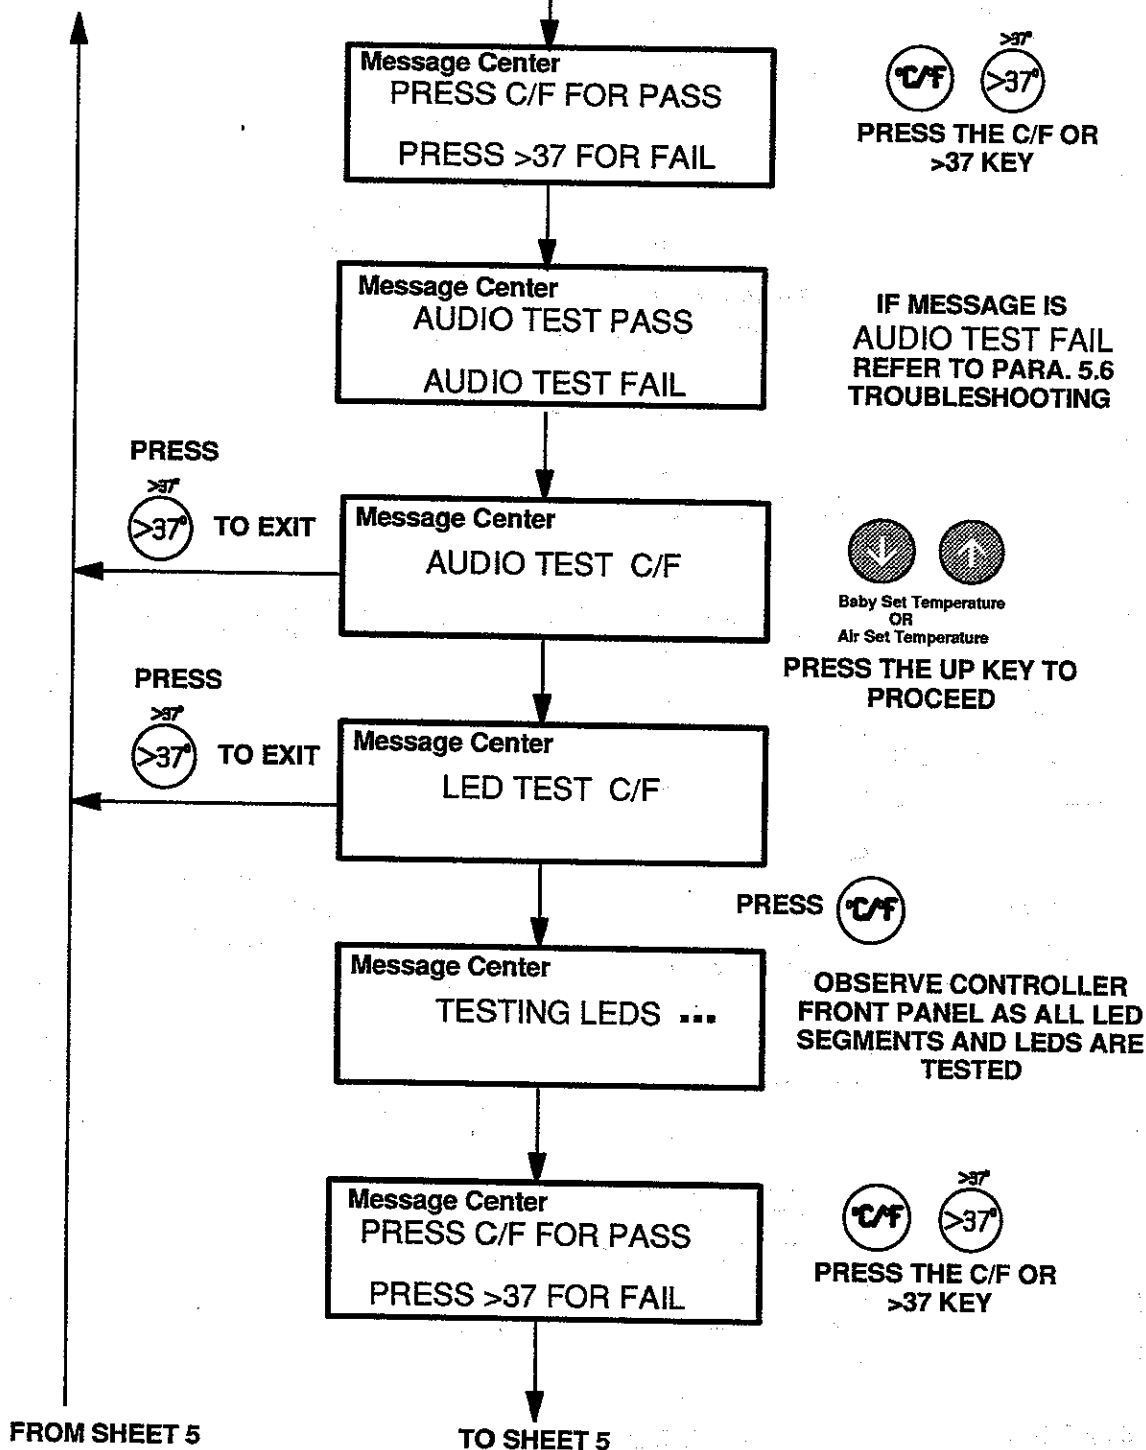 Message Center
PRESS C/F FOR PASS
PRESS >37 FOR FAIL
°C/°F
>37°
>37°
PRESS THE C/F OR
>37 KEY
Message Center
AUDIO TEST PASS
AUDIO TEST FAIL
IF MESSAGE IS
AUDIO TEST FAIL
REFER TO PARA. 5.6
TROUBLESHOOTING
PRESS
>37°
>37°
TO EXIT
Message Center
AUDIO TEST C/F
Baby Set Temperature
OR
Air Set Temperature
PRESS THE UP KEY TO
PROCEED
PRESS
>37°
>37°
TO EXIT
Message Center
LED TEST C/F
PRESS °C/°F
Message Center
TESTING LEDS ...
OBSERVE CONTROLLER
FRONT PANEL AS ALL LED
SEGMENTS AND LEDS ARE
TESTED
Message Center
PRESS C/F FOR PASS
PRESS >37 FOR FAIL
°C/°F
>37°
>37°
PRESS THE C/F OR
>37 KEY
FROM SHEET 5
TO SHEET 5